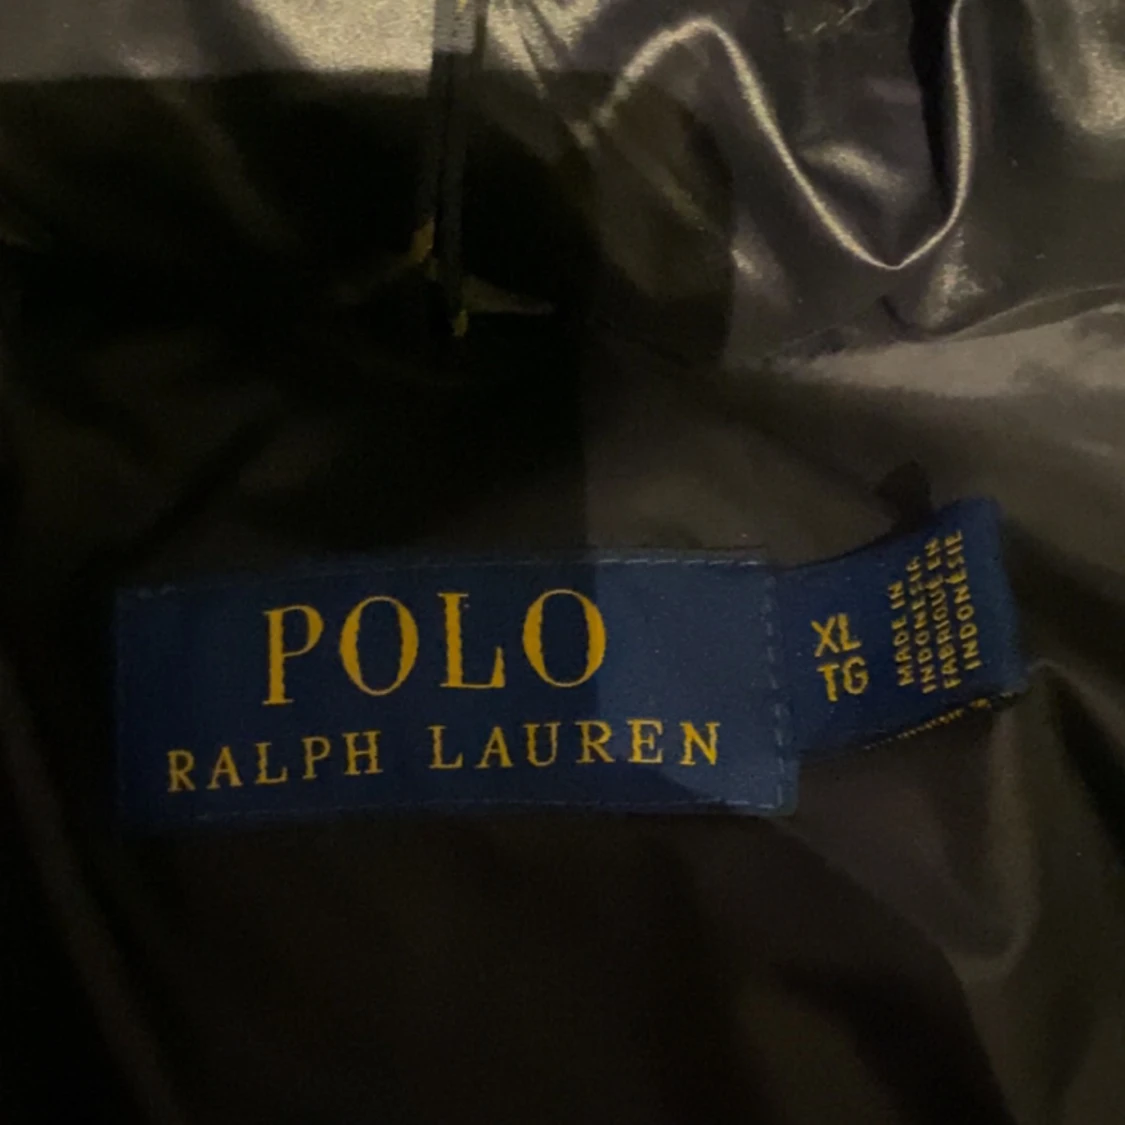 POLO
RALPH LAUREN
XL
TG
MADE IN
INDONESIA
FABRIQUÉ EN
INDONÉSIE